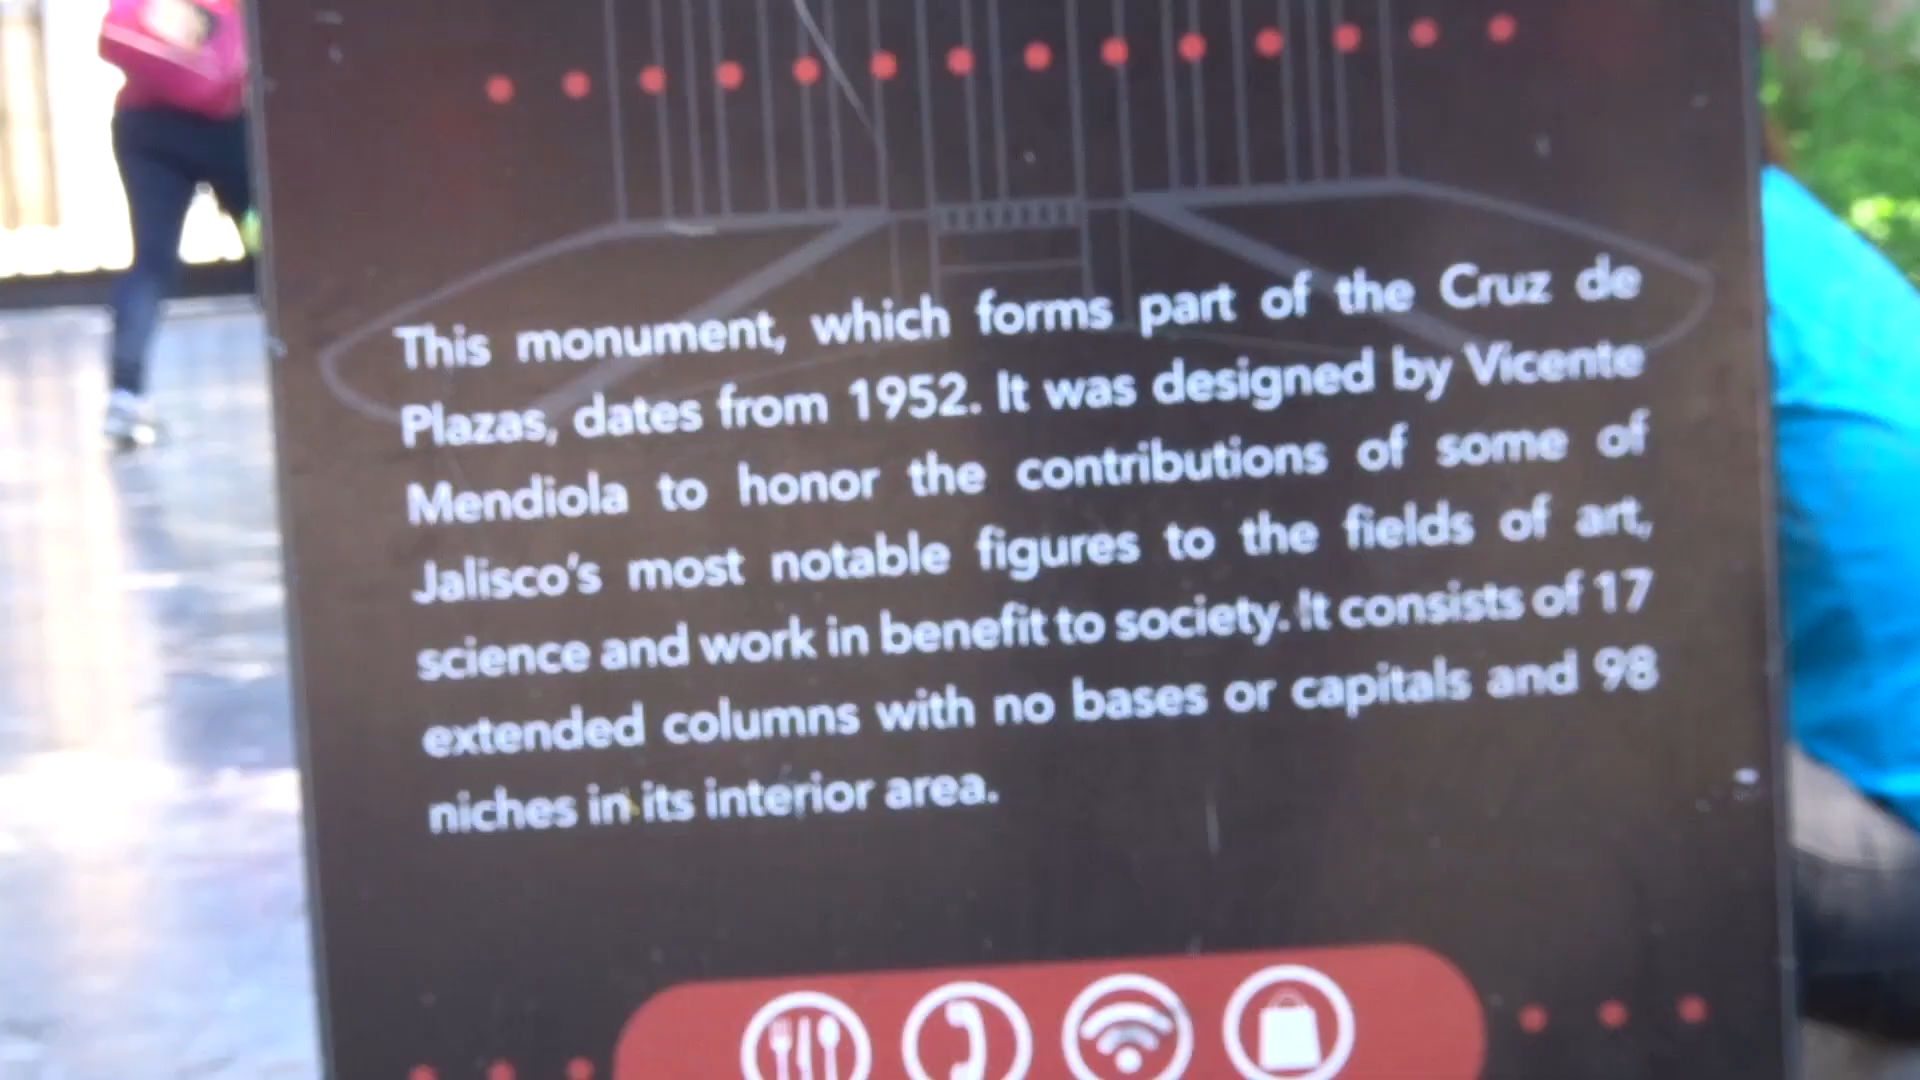 This monument, which forms part of the Cruz de
Plazas, dates from 1952. It was designed by Vicente
Mendiola to honor the contributions of some of
Jalisco's most notable figures to the fields of art,
science and work in benefit to society. It consists of 17
extended columns with no bases or capitals and 98
niches in its interior area.